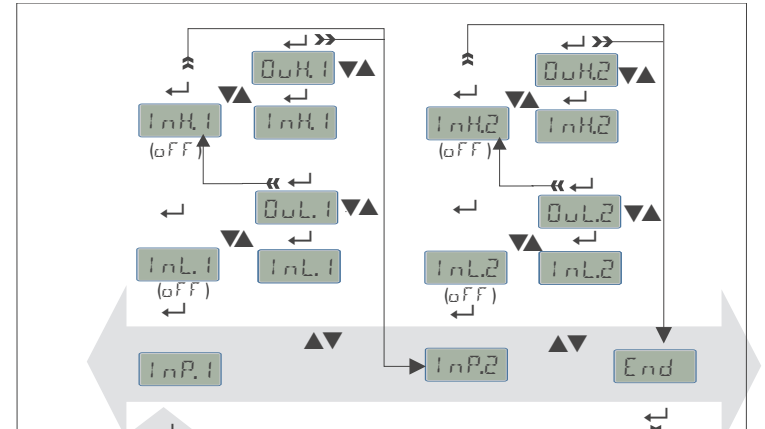 OuH.1 OuH.2
InH.1 InH.1 InH.2 InH.2
(oFF) (oFF)
OuL.1 OuL.2
InL.1 InL.1 InL.2 InL.2
(oFF) (oFF)
InP.1 InP.2 End